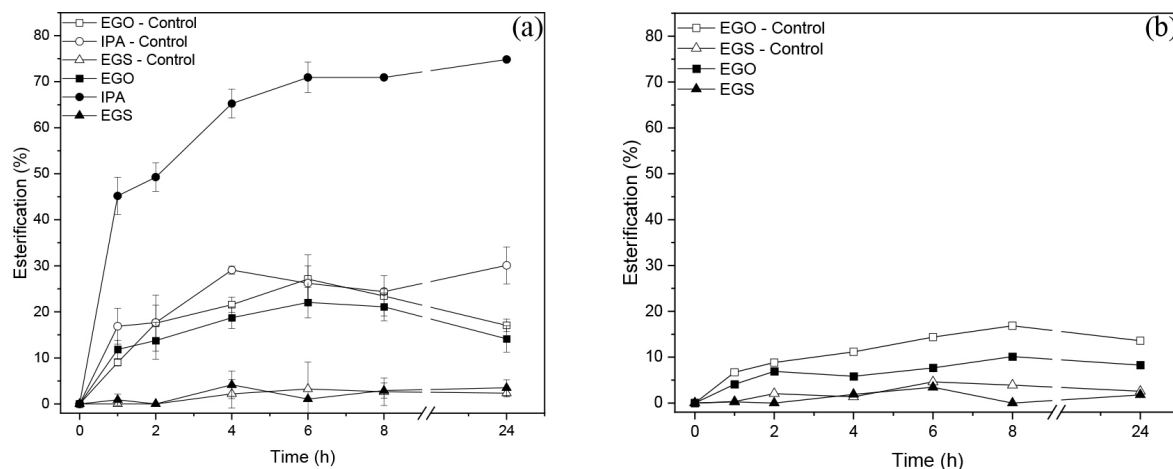 (a)
EGO - Control
IPA - Control
EGS - Control
EGO
IPA
EGS
80
70
60
50
40
30
20
10
0
Esterification (%)
0 2 4 6 8 24
Time (h)
(b)
EGO - Control
EGS - Control
EGO
EGS
80
70
60
50
40
30
20
10
0
Esterification (%)
0 2 4 6 8 24
Time (h)